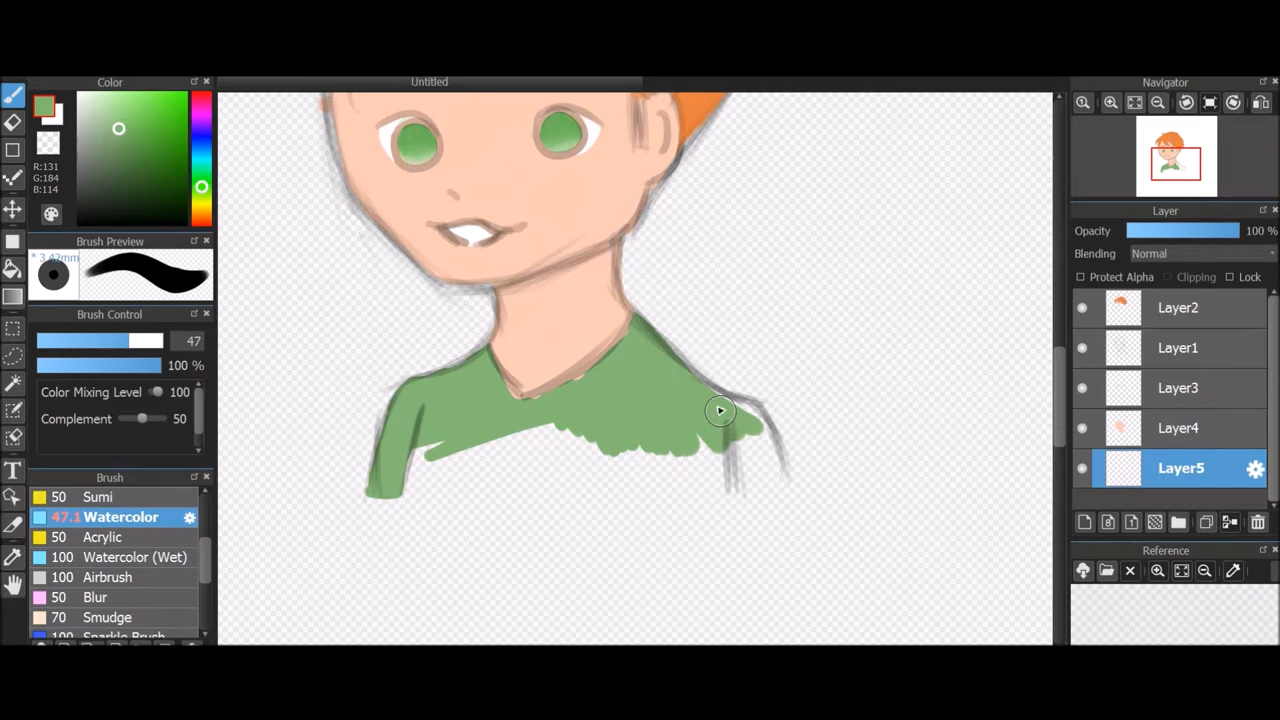 Color
Untitled
Navigator
R:131
G:184
B:114
Layer
Opacity 100 %
Brush Preview
Blending Normal
* 3.42mm
Protect Alpha Clipping Lock
Layer2
Brush Control
47
Layer1
100 %
Color Mixing Level 100
Layer3
Complement 50
Layer4
Layer5
Brush
50 Sumi
47.1 Watercolor
50 Acrylic
8 1
100 Watercolor (Wet)
Reference
100 Airbrush
50 Blur
70 Smudge
100 Sparkle Brush